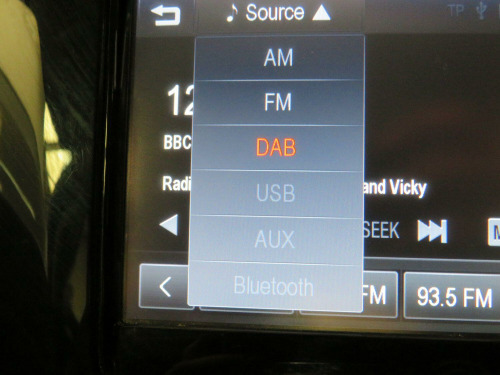 ♪ Source ▲ TP
AM
FM
12
BBC
DAB
Radi
and Vicky
USB
SEEK
AUX
Bluetooth
FM
93.5 FM